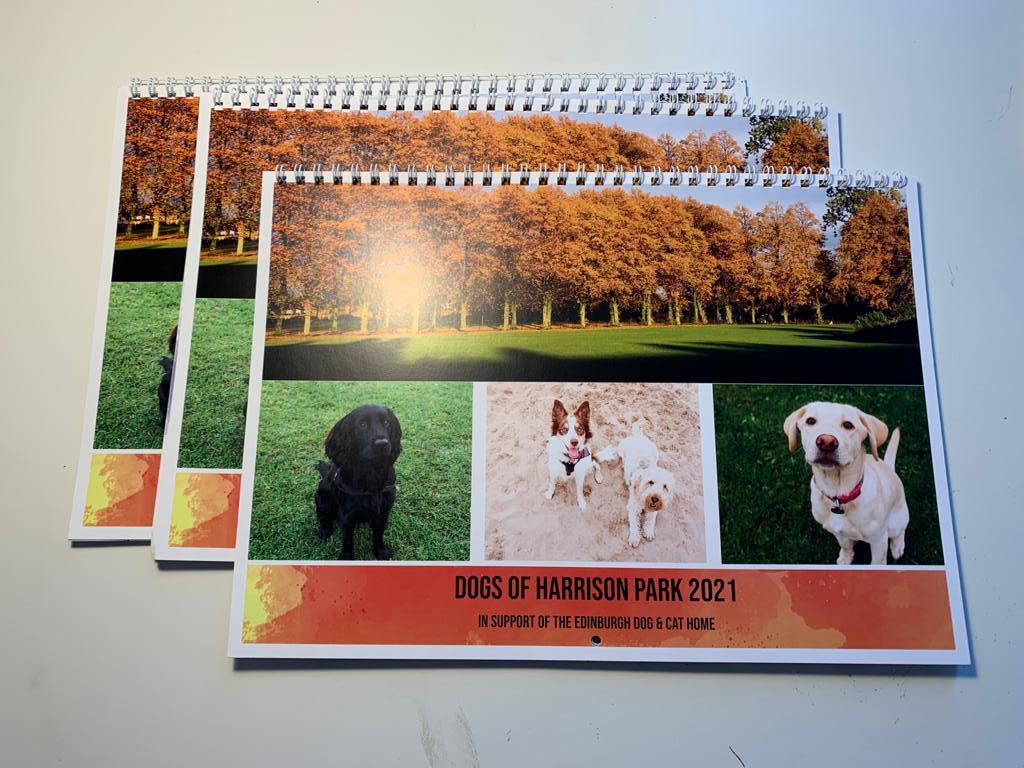 DOGS OF HARRISON PARK 2021
IN SUPPORT OF THE EDINBURGH DOG & CAT HOME